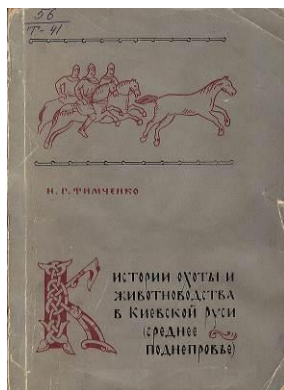 56
Т-41
Н. Г. ТИМЧЕНКО
К ИСТОРИИ ОХОТЫ И
ЖИВОТНОВОДСТВА
В КИЕВСКОЙ РУСИ
(СРЕДНЕЕ
ПОДНЕПРОВЬЕ)